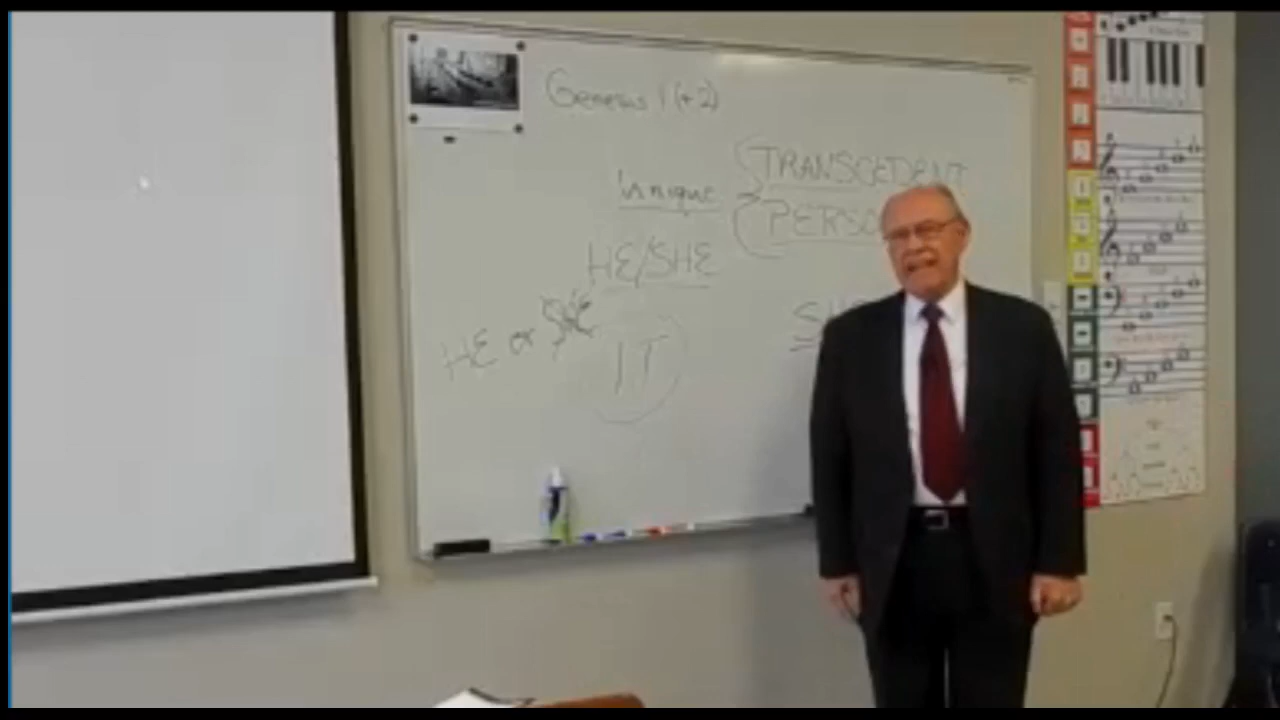 Genesis 1 (+2)
TRANSCEDENT
Unique
PERSO
HE/SHE
HE or SHE
IT